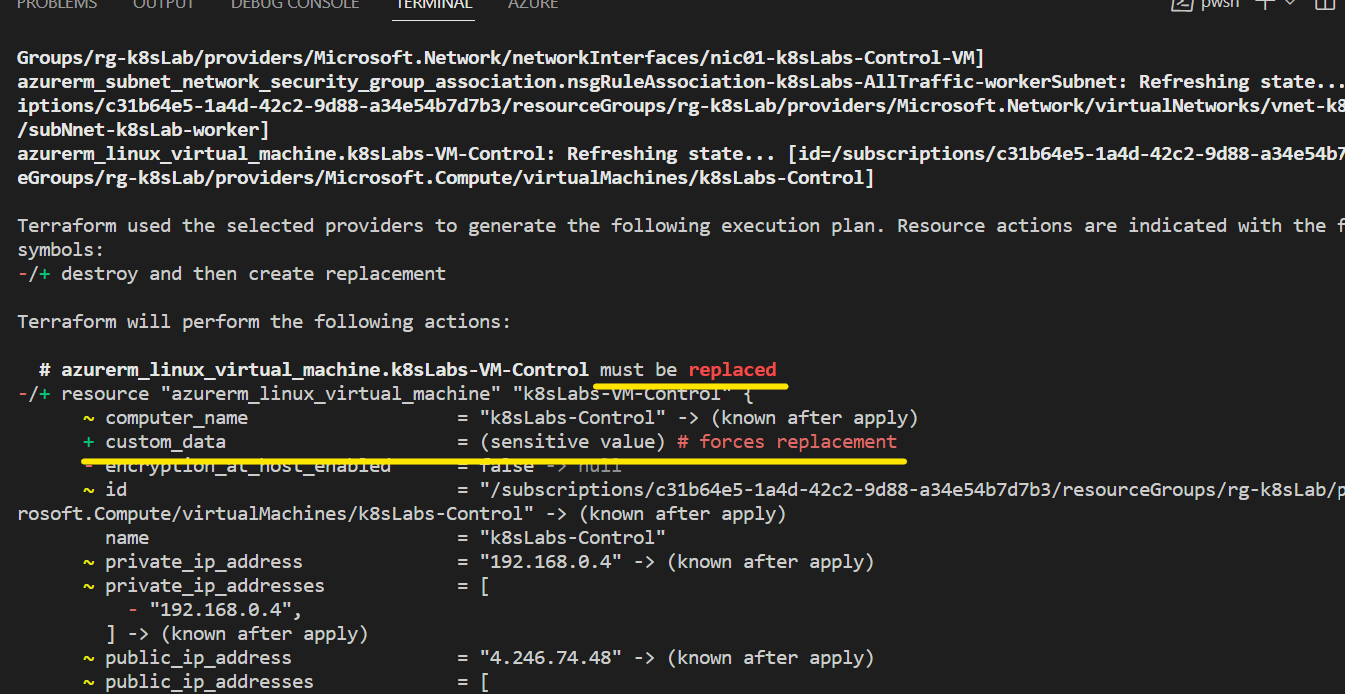 PROBLEMS OUTPUT DEBUG CONSOLE TERMINAL AZURE pwsh
Groups/rg-k8sLab/providers/Microsoft.Network/networkInterfaces/nic01-k8sLabs-Control-VM]
azurerm_subnet_network_security_group_association.nsgRuleAssociation-k8sLabs-AllTraffic-workerSubnet: Refreshing state...
iptions/c31b64e5-1a4d-42c2-9d88-a34e54b7d7b3/resourceGroups/rg-k8sLab/providers/Microsoft.Network/virtualNetworks/vnet-k8
/subNnet-k8sLab-worker]
azurerm_linux_virtual_machine.k8sLabs-VM-Control: Refreshing state... [id=/subscriptions/c31b64e5-1a4d-42c2-9d88-a34e54b7
eGroups/rg-k8sLab/providers/Microsoft.Compute/virtualMachines/k8sLabs-Control]
Terraform used the selected providers to generate the following execution plan. Resource actions are indicated with the f
symbols:
-/+ destroy and then create replacement
Terraform will perform the following actions:
# azurerm_linux_virtual_machine.k8sLabs-VM-Control must be replaced
-/+ resource "azurerm_linux_virtual_machine" "k8sLabs-VM-Control" {
~ computer_name = "k8sLabs-Control" -> (known after apply)
+ custom_data = (sensitive value) # forces replacement
- encryption_at_host_enabled = false -> null
~ id = "/subscriptions/c31b64e5-1a4d-42c2-9d88-a34e54b7d7b3/resourceGroups/rg-k8sLab/p
rosoft.Compute/virtualMachines/k8sLabs-Control" -> (known after apply)
name = "k8sLabs-Control"
~ private_ip_address = "192.168.0.4" -> (known after apply)
~ private_ip_addresses = [
- "192.168.0.4",
] -> (known after apply)
~ public_ip_address = "4.246.74.48" -> (known after apply)
~ public_ip_addresses = [